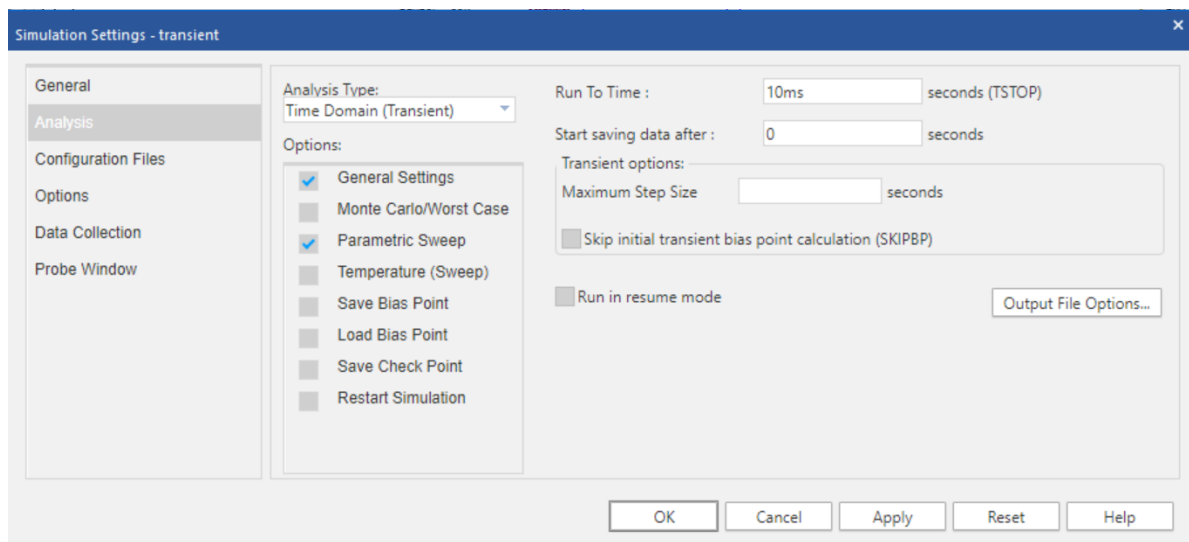 Simulation Settings - transient
×
General
Analysis
Configuration Files
Options
Data Collection
Probe Window
Analysis Type:
Time Domain (Transient)
Options:
General Settings
Monte Carlo/Worst Case
Parametric Sweep
Temperature (Sweep)
Save Bias Point
Load Bias Point
Save Check Point
Restart Simulation
Run To Time : 10ms seconds (TSTOP)
Start saving data after : 0 seconds
Transient options:
Maximum Step Size seconds
Skip initial transient bias point calculation (SKIPBP)
Run in resume mode
Output File Options...
OK Cancel Apply Reset Help